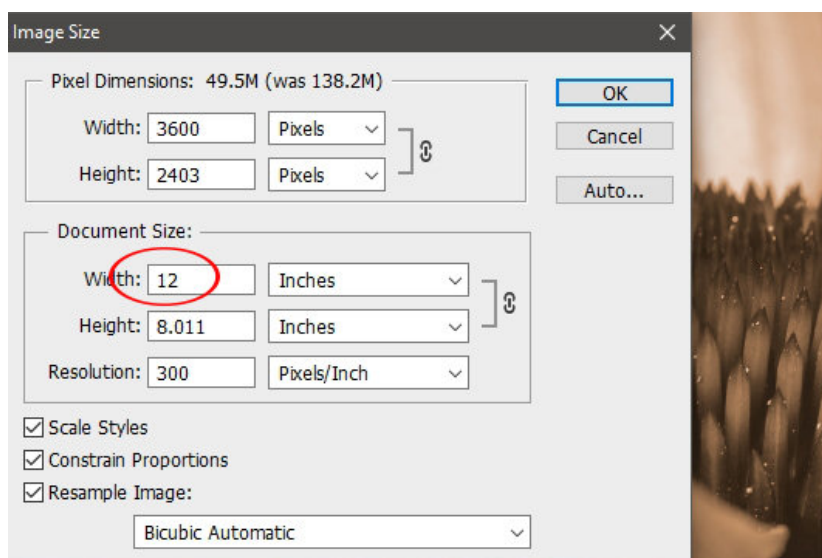 Image Size
Pixel Dimensions: 49.5M (was 138.2M)
OK
Width: 3600 Pixels
Cancel
Height: 2403 Pixels
Auto...
Document Size:
Width: 12 Inches
Height: 8.011 Inches
Resolution: 300 Pixels/Inch
Scale Styles
Constrain Proportions
Resample Image:
Bicubic Automatic